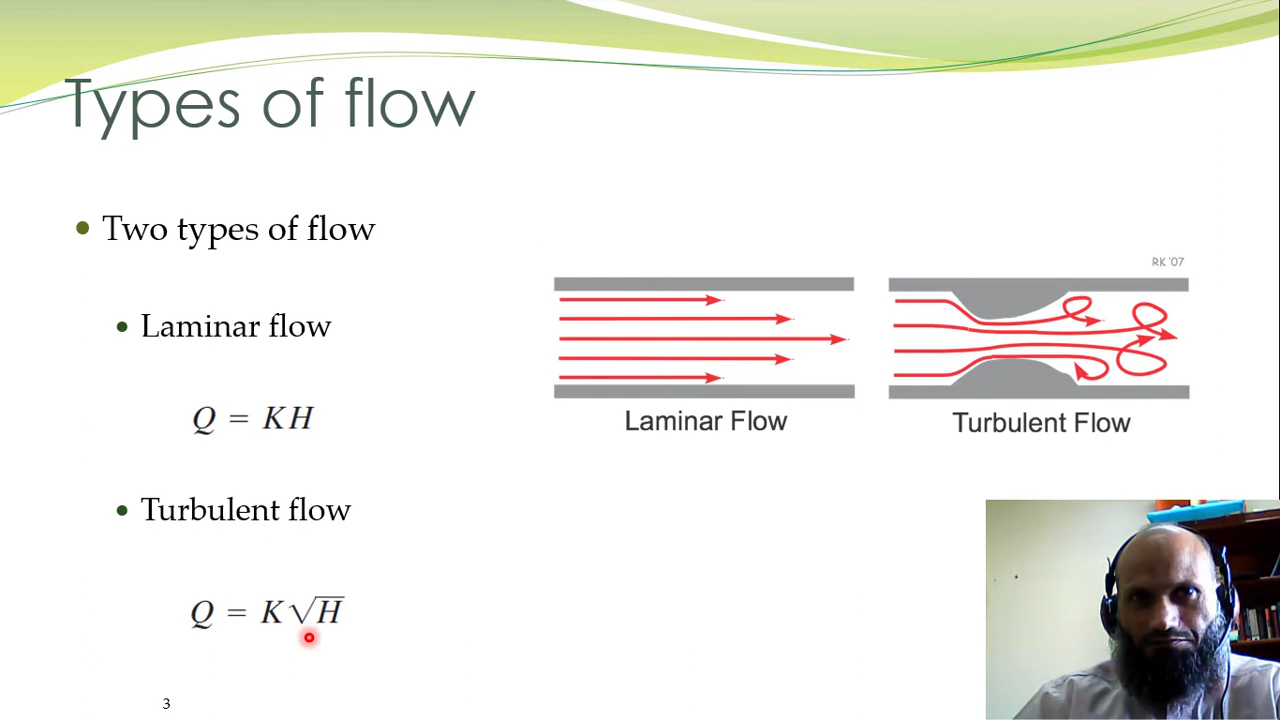 Types of flow
Two types of flow
Laminar flow
Q = KH
Turbulent flow
Q = K√H
RK '07
Laminar Flow
Turbulent Flow
3